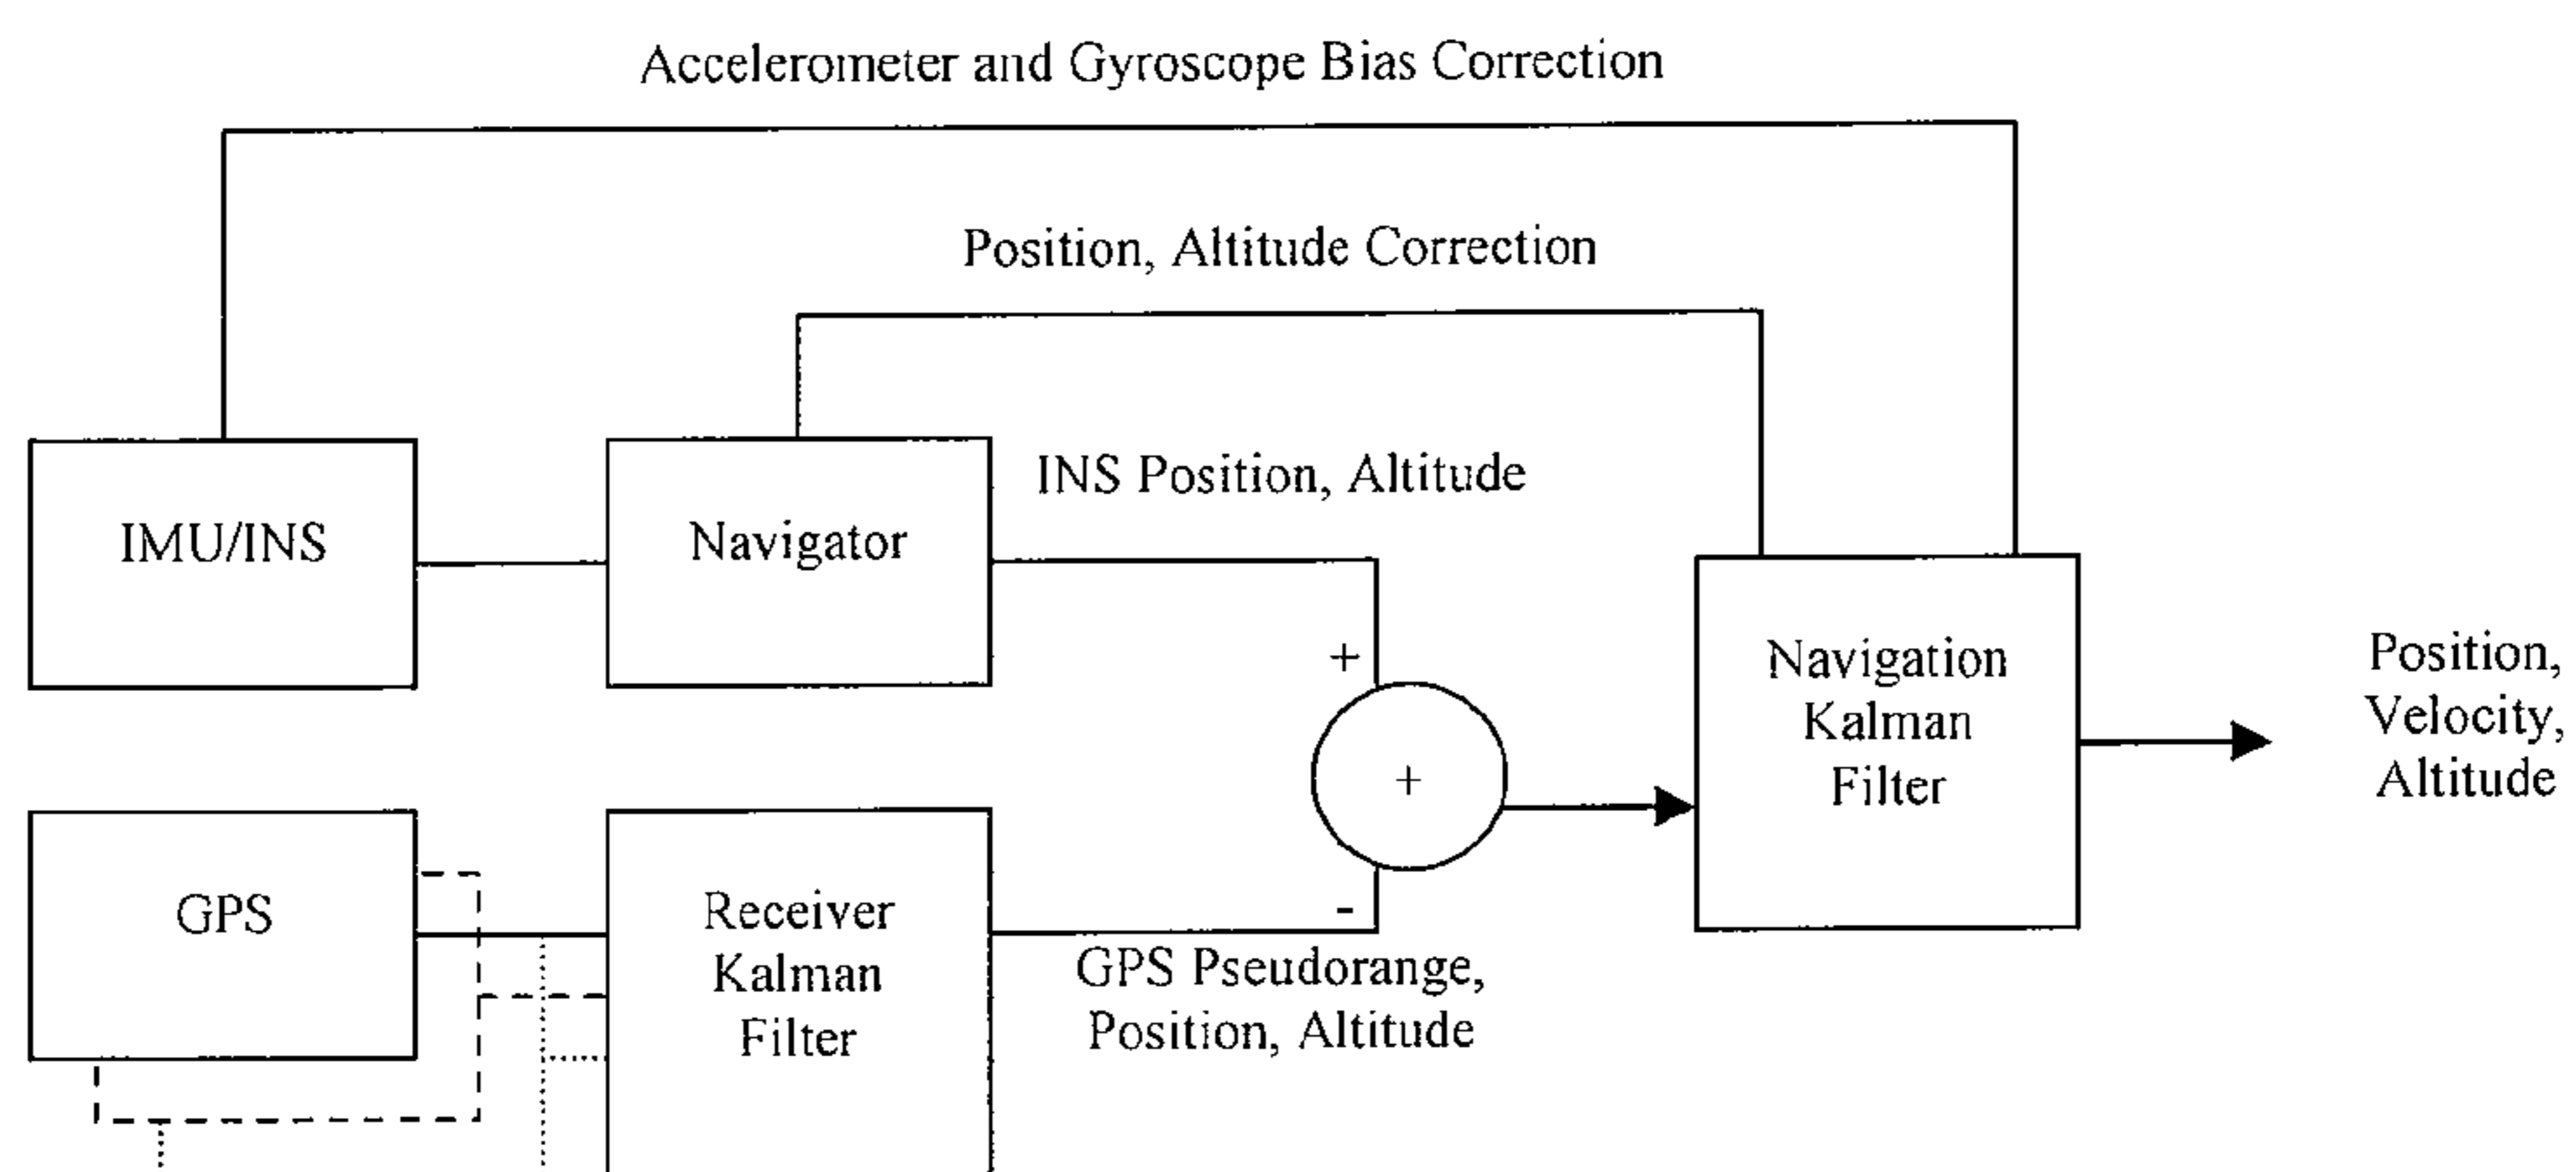 Accelerometer and Gyroscope Bias Correction
Position, Altitude Correction
INS Position, Altitude
IMU/INS
Navigator
+
Navigation
Kalman
Filter
Position,
Velocity,
Altitude
+
GPS
Receiver
Kalman
Filter
-
GPS Pseudorange,
Position, Altitude